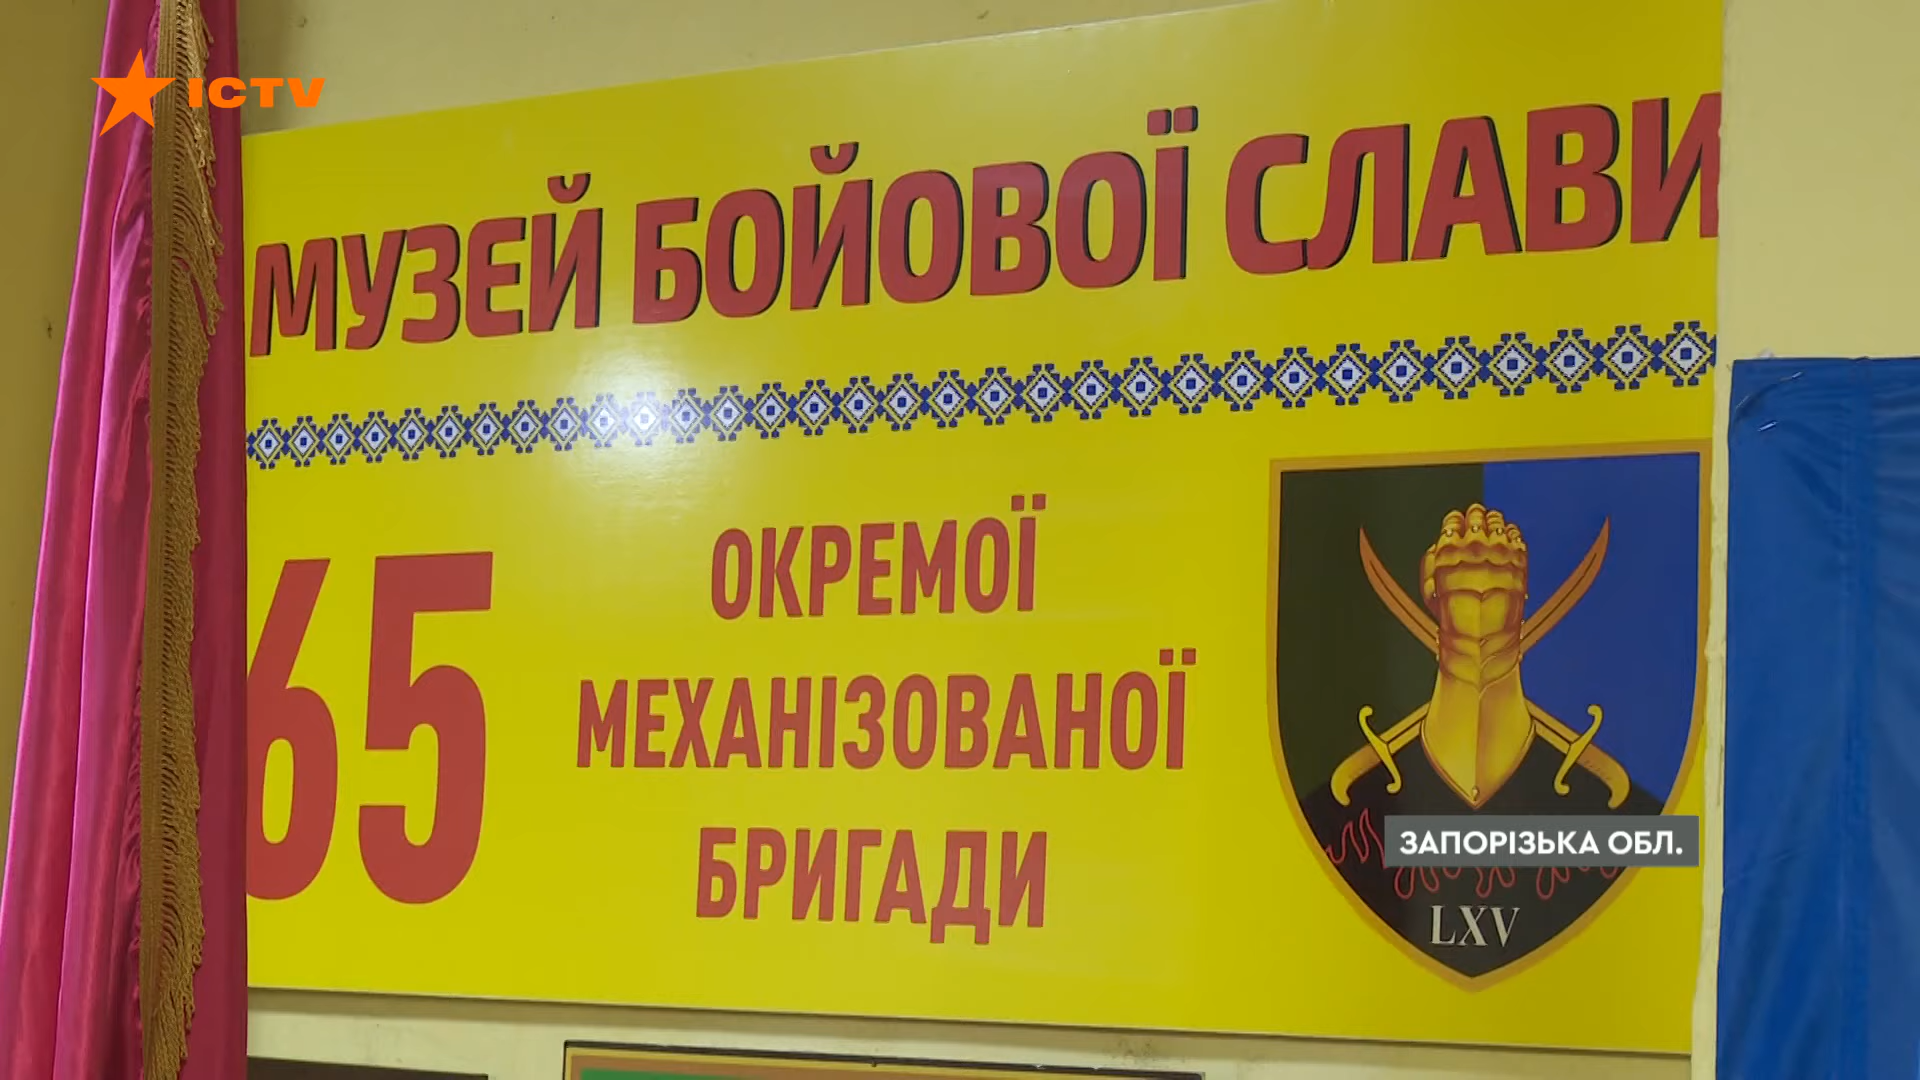 ICTV
МУЗЕЙ БОЙОВОЇ СЛАВИ
65
ОКРЕМОЇ
МЕХАНІЗОВАНОЇ
БРИГАДИ
ЗАПОРІЗЬКА ОБЛ.
LXV